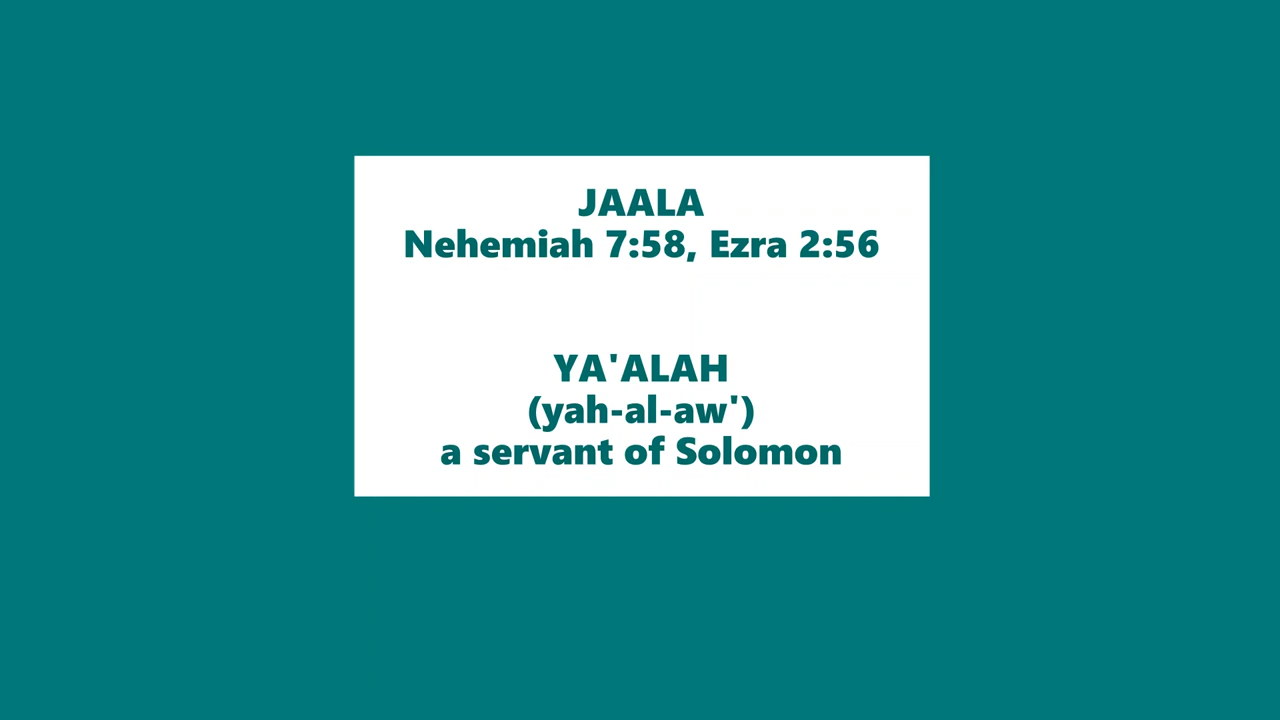 JAALA
Nehemiah 7:58, Ezra 2:56
YA'ALAH
(yah-al-aw')
a servant of Solomon